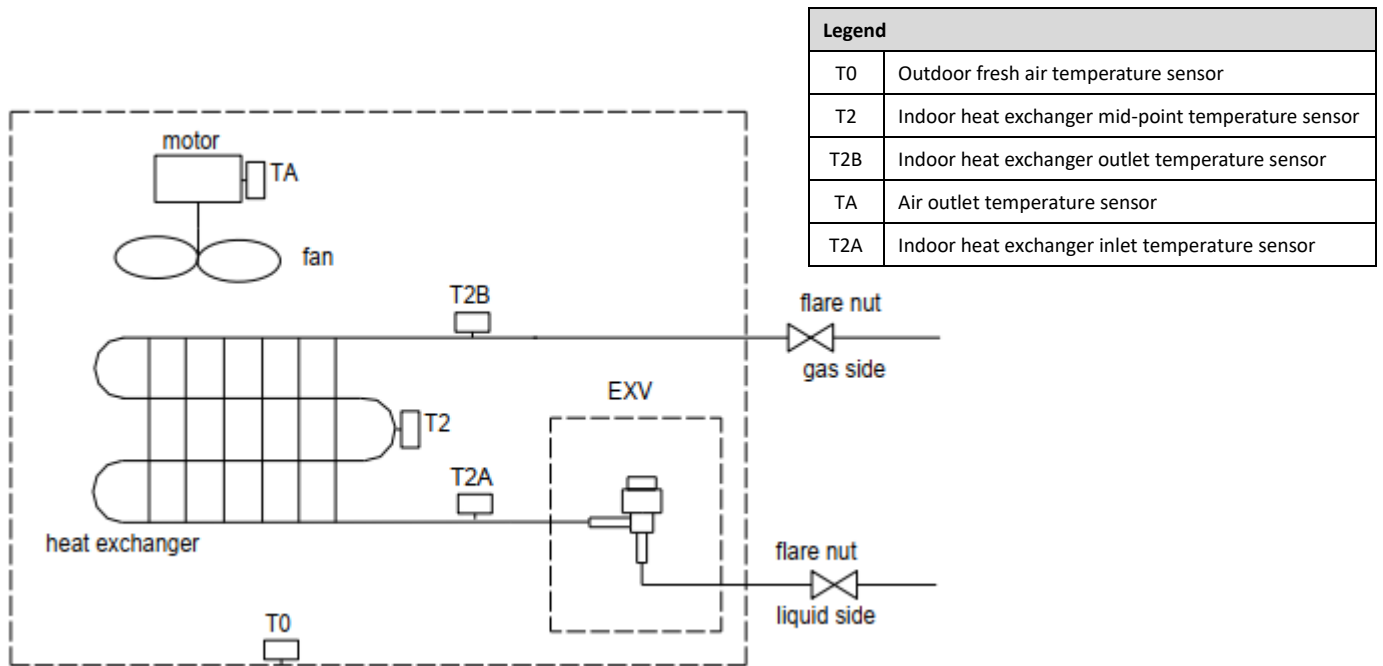 Legend
T0 Outdoor fresh air temperature sensor
T2 Indoor heat exchanger mid-point temperature sensor
T2B Indoor heat exchanger outlet temperature sensor
TA Air outlet temperature sensor
T2A Indoor heat exchanger inlet temperature sensor
motor
TA
fan
T2B
flare nut
gas side
EXV
T2
T2A
heat exchanger
flare nut
liquid side
T0